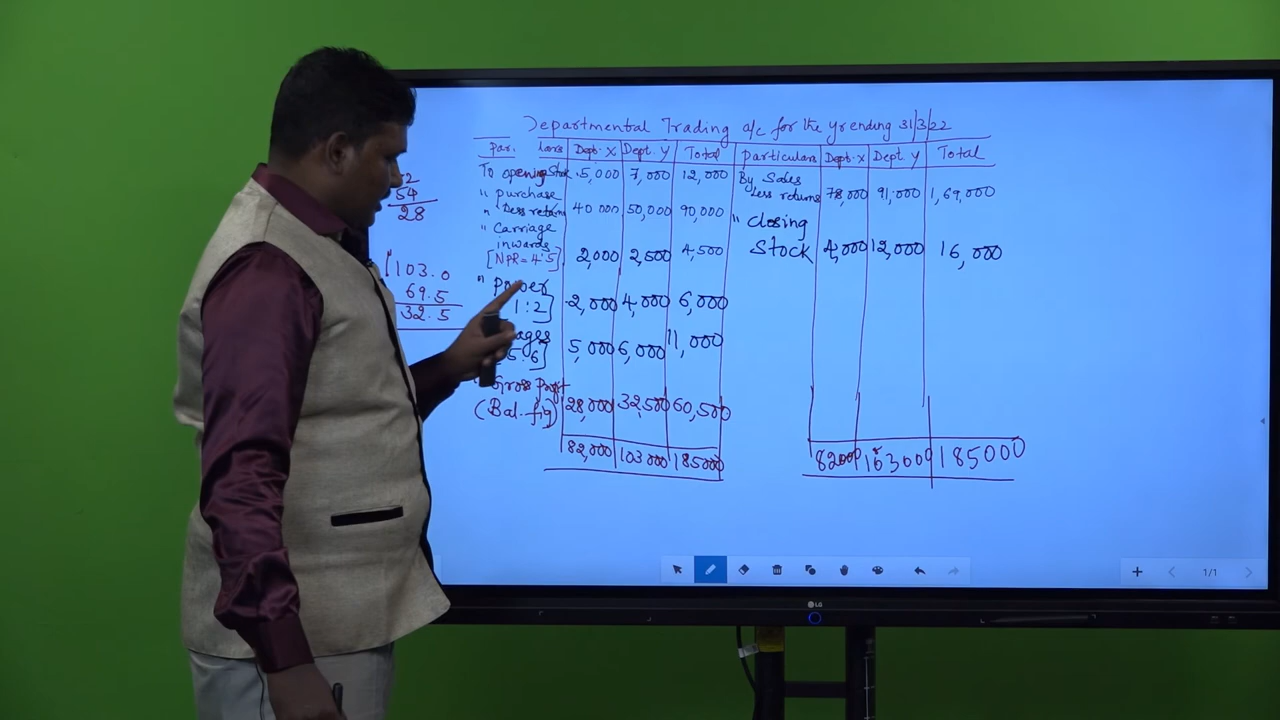 Departmental Trading a/c for the yr ending 31/3/22
Par. Dept. X Dept. Y Total Particulars Dept. X Dept. Y Total
To opening Stock 5,000 7,000 12,000 By Sales
" purchase Less returns 78,000 91,000 1,69,000
" Less return 40 000 50,000 90,000 " closing
" Carriage
inwards Stock 4,000 12,000 16,000
[NPR = 4:5] 2,000 2,500 4,500
" power
1:2] 2,000 4,000 6,000
ages
5:6] 5,000 6,000 11,000
" Gross Profit
(Bal. fig) 28,000 32,500 60,500
82,000 103 000 185000 82000 103000 185000
54
28
103.0
69.5
32.5
1/1
LG